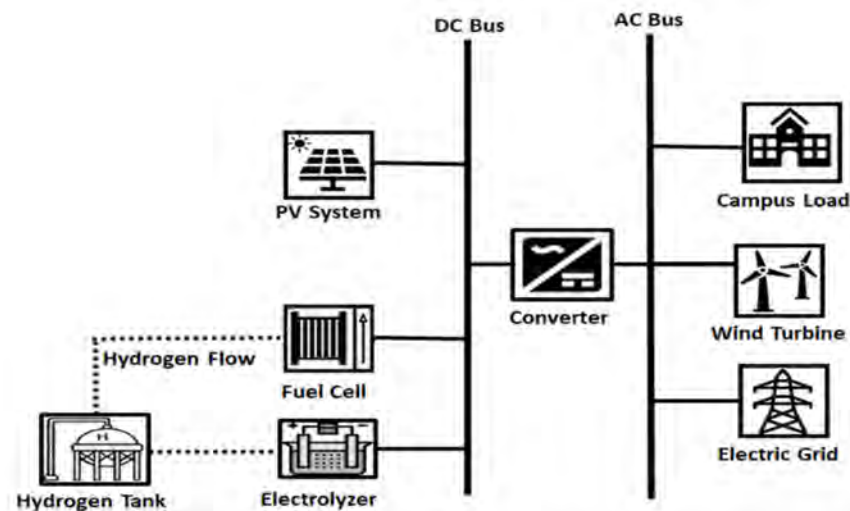 DC Bus
AC Bus
PV System
Campus Load
Converter
Wind Turbine
Hydrogen Flow
Fuel Cell
Electric Grid
Hydrogen Tank
Electrolyzer
H
+
−